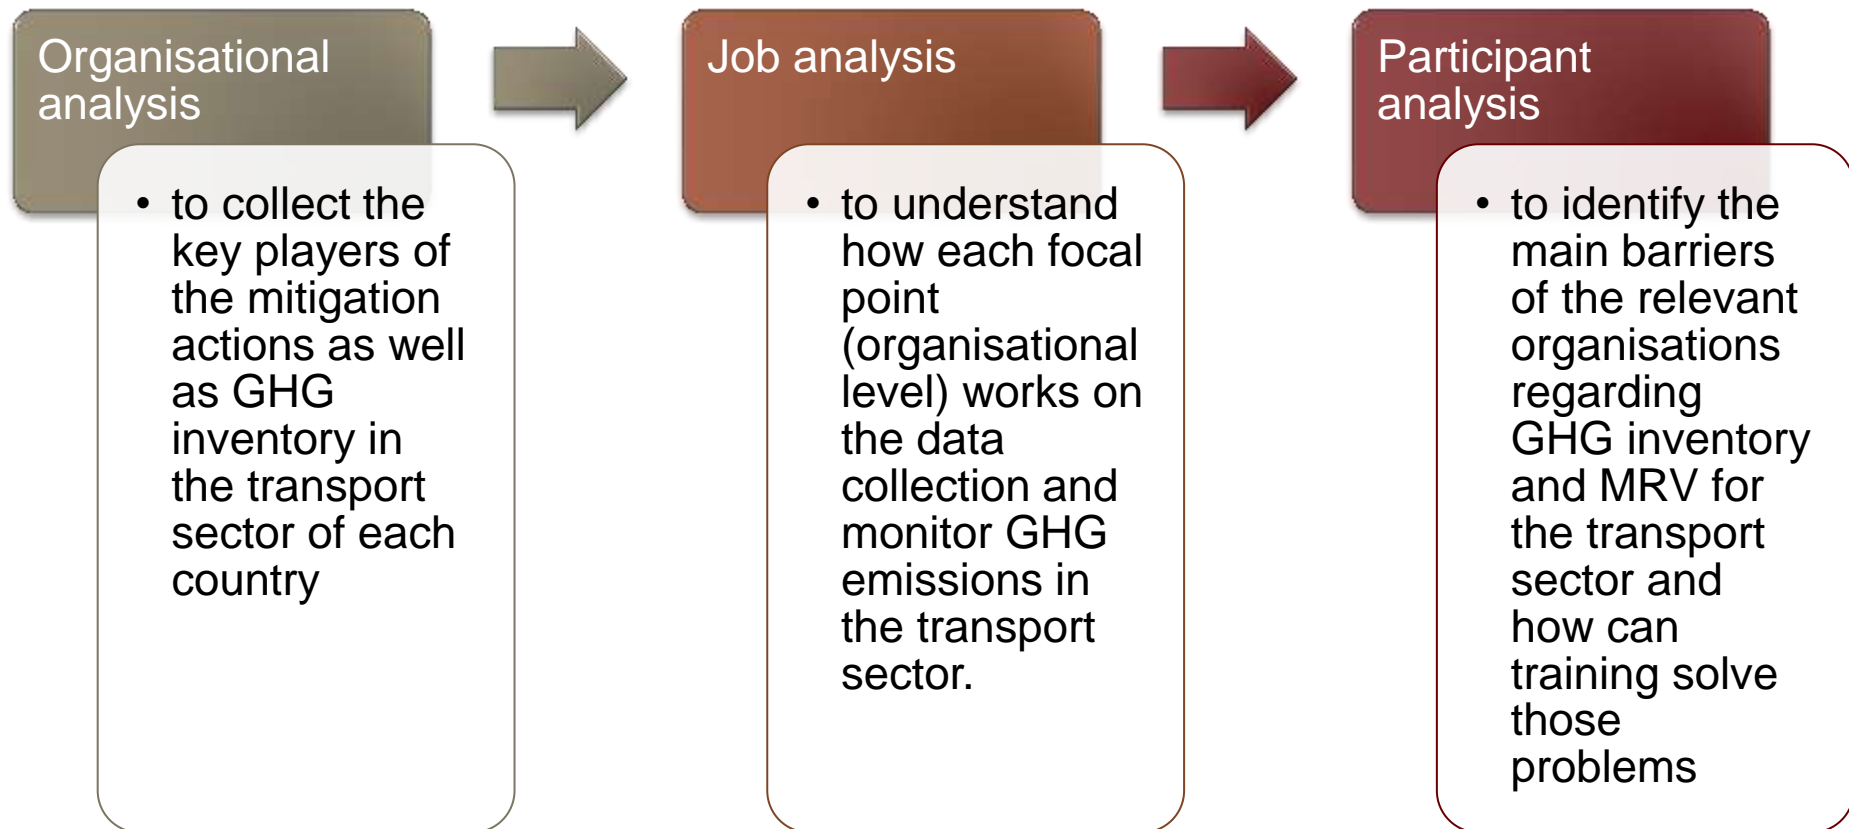 Organisational
analysis
• to collect the
key players of
the mitigation
actions as well
as GHG
inventory in
the transport
sector of each
country
Job analysis
• to understand
how each focal
point
(organisational
level) works on
the data
collection and
monitor GHG
emissions in
the transport
sector.
Participant
analysis
• to identify the
main barriers
of the relevant
organisations
regarding
GHG inventory
and MRV for
the transport
sector and
how can
training solve
those
problems